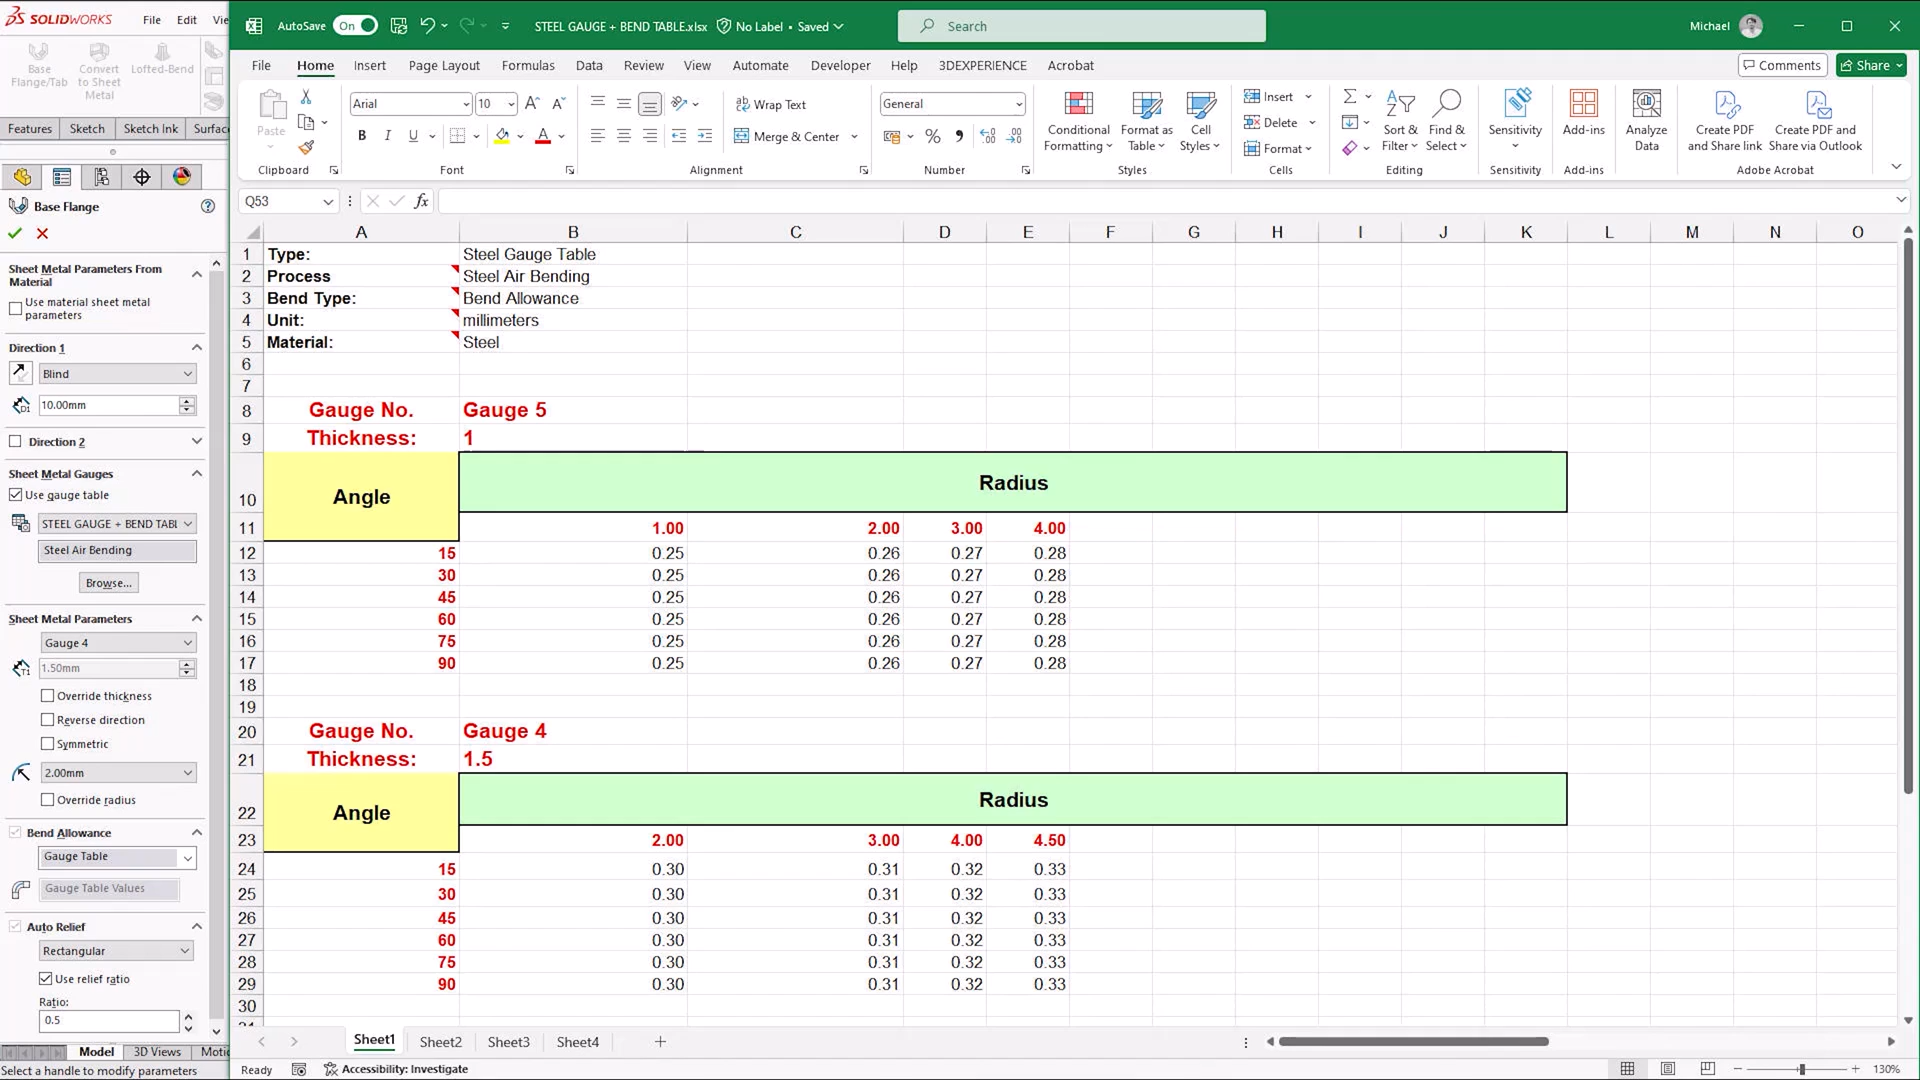 SOLIDWORKS File Edit Vie
Base Flange/Tab
Convert to Sheet Metal
Lofted-Bend
Features Sketch Sketch Ink Surfac
Base Flange
Sheet Metal Parameters From Material
Use material sheet metal parameters
Direction 1
Blind
10.00mm
Direction 2
Sheet Metal Gauges
Use gauge table
STEEL GAUGE + BEND TABL
Steel Air Bending
Browse...
Sheet Metal Parameters
Gauge 4
1.50mm
Override thickness
Reverse direction
Symmetric
2.00mm
Override radius
Bend Allowance
Gauge Table
Gauge Table Values
Auto Relief
Rectangular
Use relief ratio
Ratio:
0.5
Model 3D Views Motic
Select a handle to modify parameters
AutoSave On STEEL GAUGE + BEND TABLE.xlsx No Label • Saved Search Michael
File Home Insert Page Layout Formulas Data Review View Automate Developer Help 3DEXPERIENCE Acrobat Comments Share
Paste
Clipboard
Arial 10
B I U
Font
Wrap Text
Merge & Center
Alignment
General
Number
Conditional Formatting
Format as Table
Cell Styles
Styles
Insert
Delete
Format
Cells
Sort & Filter
Find & Select
Editing
Sensitivity
Sensitivity
Add-ins
Add-ins
Analyze Data
Create PDF and Share link
Create PDF and Share via Outlook
Adobe Acrobat
Q53 fx
A B C D E F G H I J K L M N O
1 Type: Steel Gauge Table
2 Process Steel Air Bending
3 Bend Type: Bend Allowance
4 Unit: millimeters
5 Material: Steel
6
7
8 Gauge No. Gauge 5
9 Thickness: 1
10 Angle Radius
11 1.00 2.00 3.00 4.00
12 15 0.25 0.26 0.27 0.28
13 30 0.25 0.26 0.27 0.28
14 45 0.25 0.26 0.27 0.28
15 60 0.25 0.26 0.27 0.28
16 75 0.25 0.26 0.27 0.28
17 90 0.25 0.26 0.27 0.28
18
19
20 Gauge No. Gauge 4
21 Thickness: 1.5
22 Angle Radius
23 2.00 3.00 4.00 4.50
24 15 0.30 0.31 0.32 0.33
25 30 0.30 0.31 0.32 0.33
26 45 0.30 0.31 0.32 0.33
27 60 0.30 0.31 0.32 0.33
28 75 0.30 0.31 0.32 0.33
29 90 0.30 0.31 0.32 0.33
30
Sheet1 Sheet2 Sheet3 Sheet4
Ready Accessibility: Investigate 130%